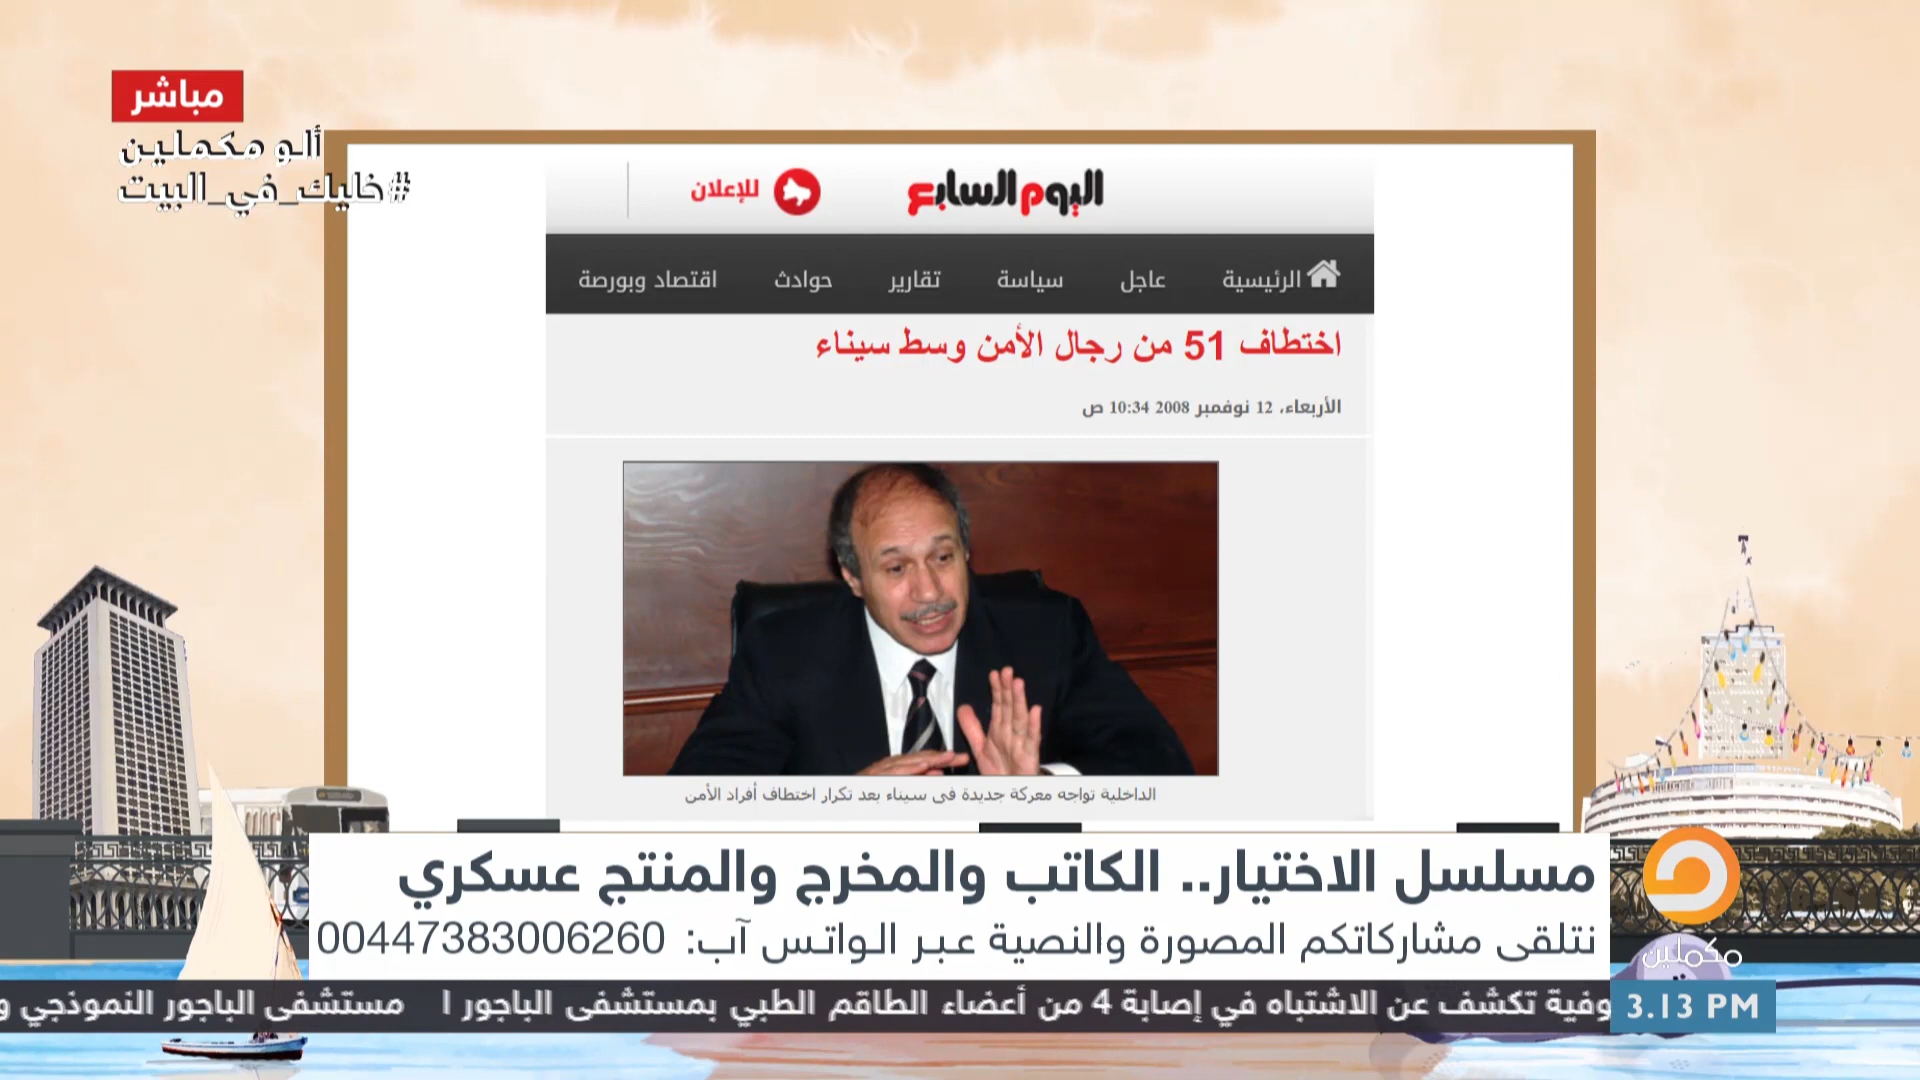 مباشر
ألو مكملين
#خليك_في_البيت
اليوم السابع
للإعلان
الرئيسية
عاجل
سياسة
تقارير
حوادث
اقتصاد وبورصة
اختطاف 51 من رجال الأمن وسط سيناء
الأربعاء، 12 نوفمبر 2008 10:34 ص
الداخلية تواجه معركة جديدة فى سيناء بعد تكرار اختطاف أفراد الأمن
مسلسل الاختيار.. الكاتب والمخرج والمنتج عسكري
نتلقى مشاركاتكم المصورة والنصية عبر الواتس آب: 00447383006260
مكملين
وفية تكشف عن الاشتباه في إصابة 4 من أعضاء الطاقم الطبي بمستشفى الباجور ا مستشفى الباجور النموذجي و
3.13 PM